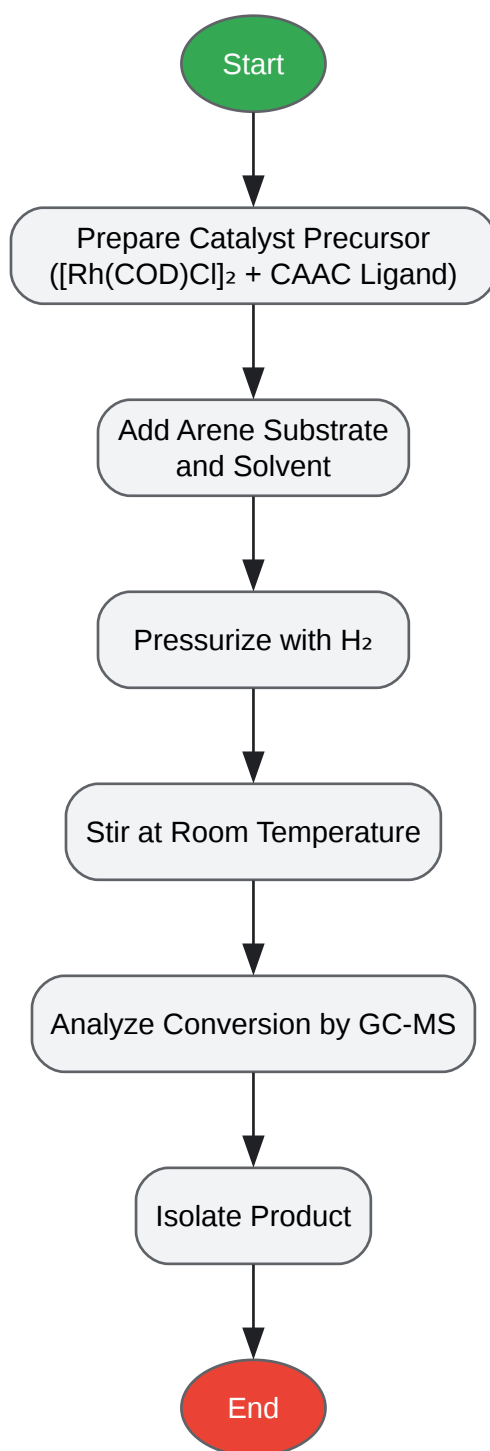 Start
Prepare Catalyst Precursor
([Rh(COD)Cl]₂ + CAAC Ligand)
Add Arene Substrate
and Solvent
Pressurize with H₂
Stir at Room Temperature
Analyze Conversion by GC-MS
Isolate Product
End